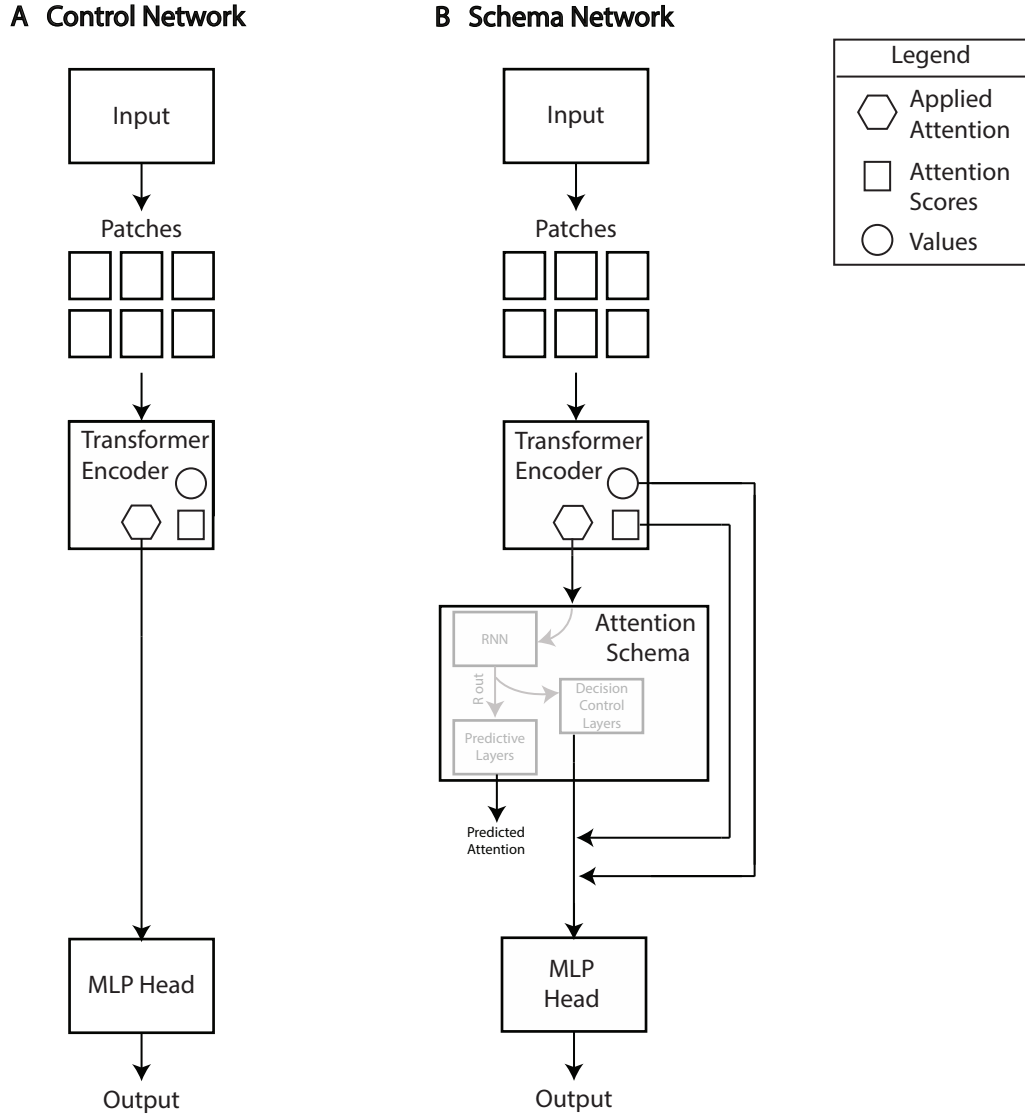 A Control Network
Input
Patches
Transformer
Encoder
MLP Head
Output
B Schema Network
Input
Patches
Transformer
Encoder
Attention
Schema
RNN
R out
Decision
Control
Layers
Predictive
Layers
Predicted
Attention
MLP
Head
Output
Legend
Applied
Attention
Attention
Scores
Values